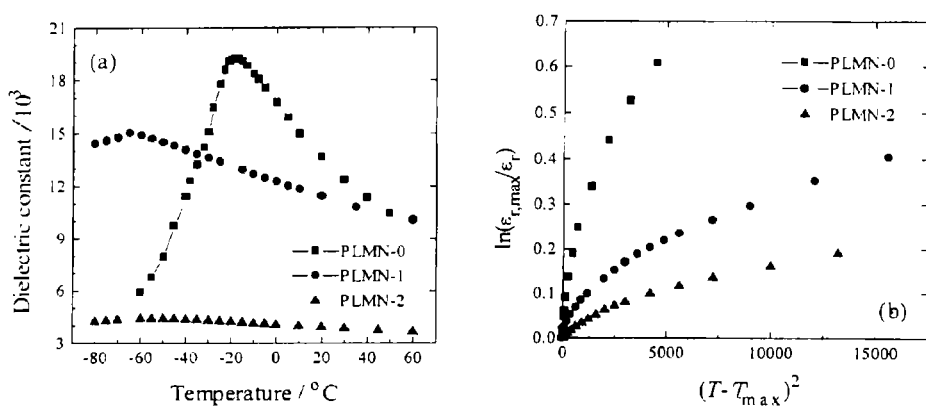 (a)
Dielectric constant /10³
21
18
15
12
9
6
3
PLMN-0
PLMN-1
PLMN-2
-80 -60 -40 -20 0 20 40 60
Temperature / °C
ln(εr,max/εr)
0.7
0.6
0.5
0.4
0.3
0.2
0.1
0.0
PLMN-0
PLMN-1
PLMN-2
(b)
0 5000 10000 15000
(T-Tmax)²